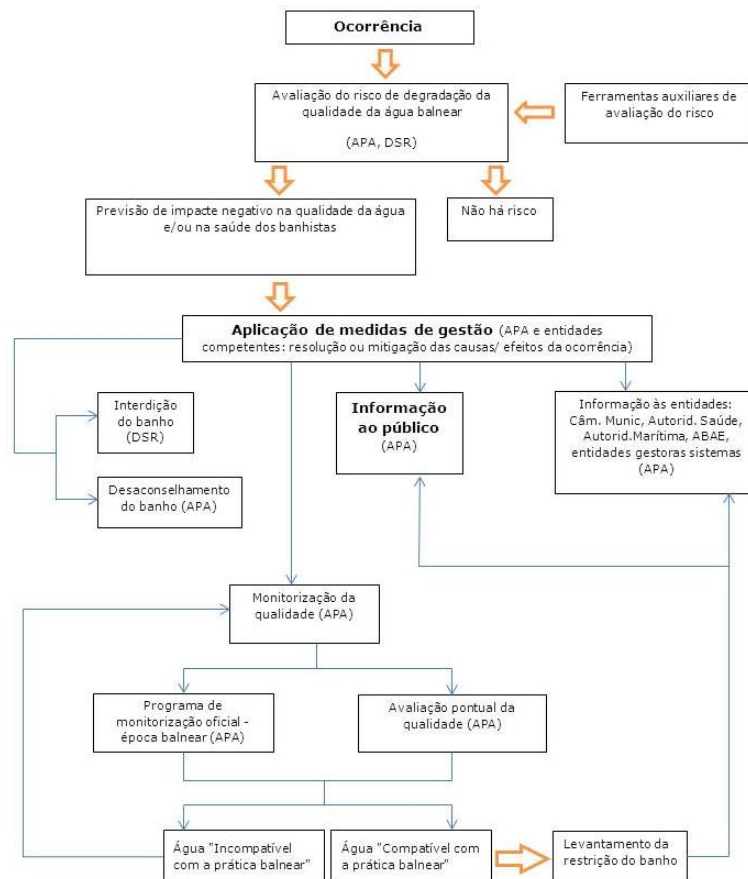 Ocorrência
Avaliação do risco de degradação da
qualidade da água balnear
(APA, DSR)
Ferramentas auxiliares de
avaliação do risco
Previsão de impacte negativo na qualidade da água
e/ou na saúde dos banhistas
Não há risco
Aplicação de medidas de gestão (APA e entidades
competentes: resolução ou mitigação das causas/ efeitos da ocorrência)
Interdição
do banho
(DSR)
Desaconselhamento
do banho (APA)
Informação
ao público
(APA)
Informação às entidades:
Câm. Munic, Autorid. Saúde,
Autorid.Marítima, ABAE,
entidades gestoras sistemas
(APA)
Monitorização da
qualidade (APA)
Programa de
monitorização oficial -
época balnear (APA)
Avaliação pontual da
qualidade (APA)
Água "Incompatível
com a prática balnear"
Água "Compatível com
a prática balnear"
Levantamento da
restrição do banho